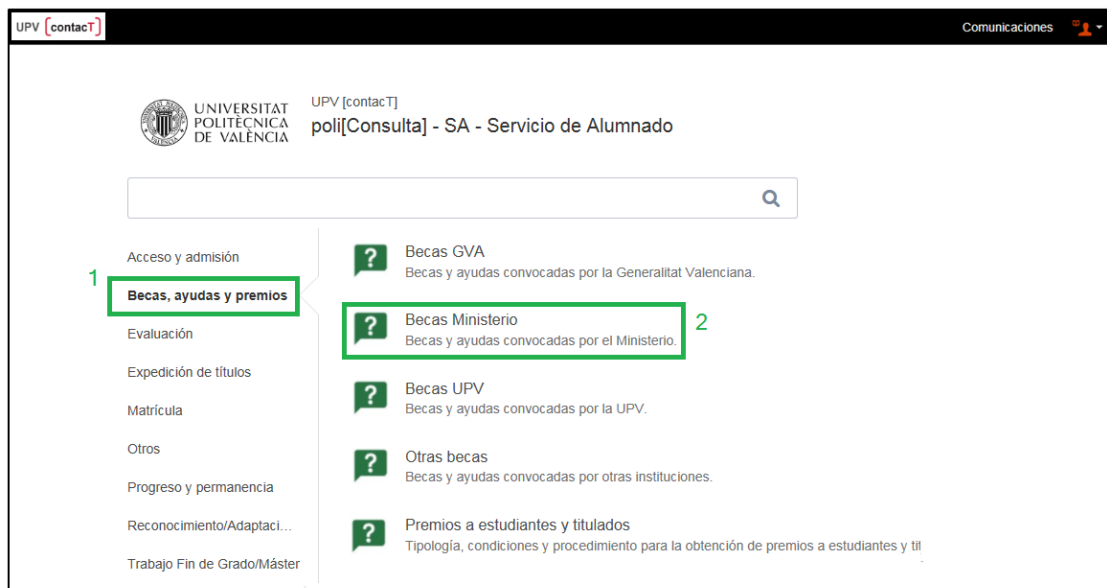 UPV [contacT]
Comunicaciones
UNIVERSITAT
POLITÈCNICA
DE VALÈNCIA
UPV [contacT]
poli[Consulta] - SA - Servicio de Alumnado
Acceso y admisión
1
Becas, ayudas y premios
Evaluación
Expedición de títulos
Matrícula
Otros
Progreso y permanencia
Reconocimiento/Adaptaci...
Trabajo Fin de Grado/Máster
Becas GVA
Becas y ayudas convocadas por la Generalitat Valenciana.
Becas Ministerio
2
Becas y ayudas convocadas por el Ministerio.
Becas UPV
Becas y ayudas convocadas por la UPV.
Otras becas
Becas y ayudas convocadas por otras instituciones.
Premios a estudiantes y titulados
Tipología, condiciones y procedimiento para la obtención de premios a estudiantes y tit